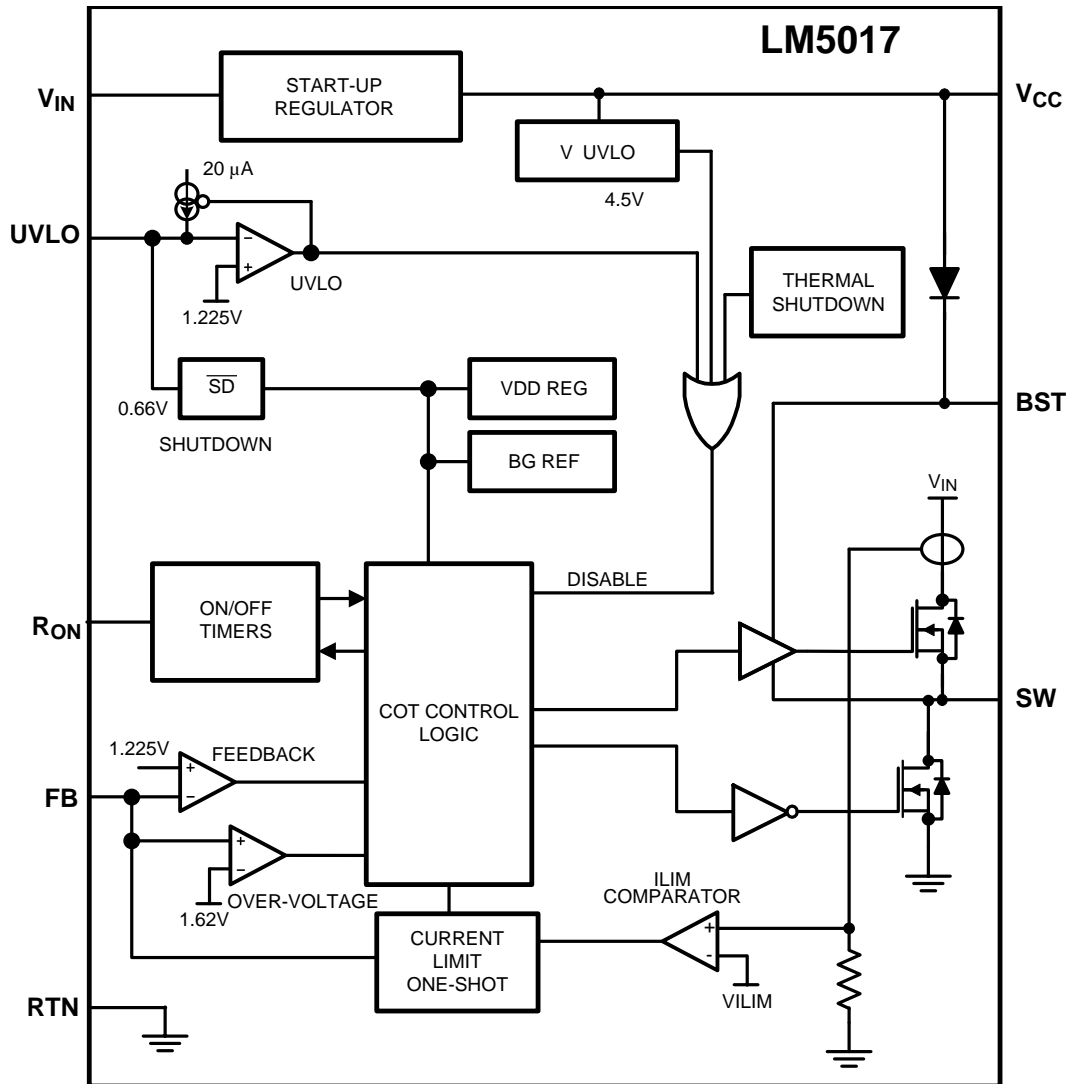 LM5017
START-UP
REGULATOR
VIN
VCC
V UVLO
4.5V
20 μA
UVLO
UVLO
1.225V
THERMAL
SHUTDOWN
SD
0.66V
SHUTDOWN
VDD REG
BG REF
BST
VIN
DISABLE
ON/OFF
TIMERS
RON
COT CONTROL
LOGIC
SW
1.225V
FEEDBACK
+
-
FB
+
-
1.62V
OVER-VOLTAGE
ILIM
COMPARATOR
+
-
VILIM
CURRENT
LIMIT
ONE-SHOT
RTN